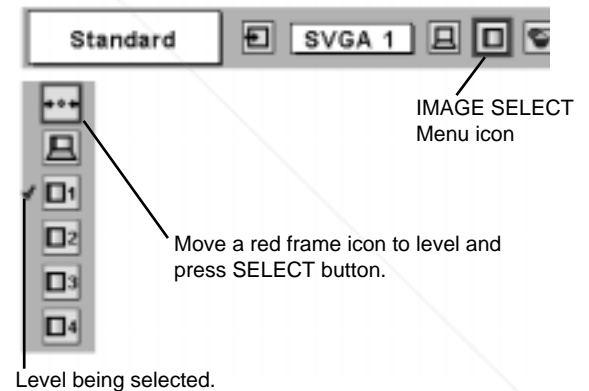 Standard
SVGA 1
IMAGE SELECT
Menu icon
1
Move a red frame icon to level and
press SELECT button.
2
3
4
Level being selected.